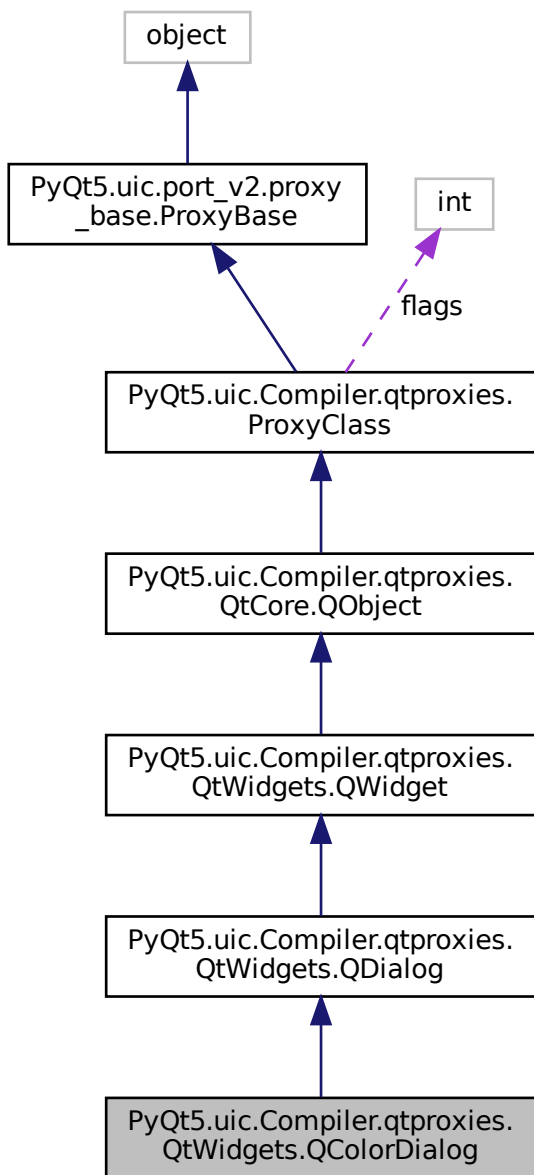 object
PyQt5.uic.port_v2.proxy
_base.ProxyBase
int
flags
PyQt5.uic.Compiler.qtproxies.
ProxyClass
PyQt5.uic.Compiler.qtproxies.
QtCore.QObject
PyQt5.uic.Compiler.qtproxies.
QtWidgets.QWidget
PyQt5.uic.Compiler.qtproxies.
QtWidgets.QDialog
PyQt5.uic.Compiler.qtproxies.
QtWidgets.QColorDialog